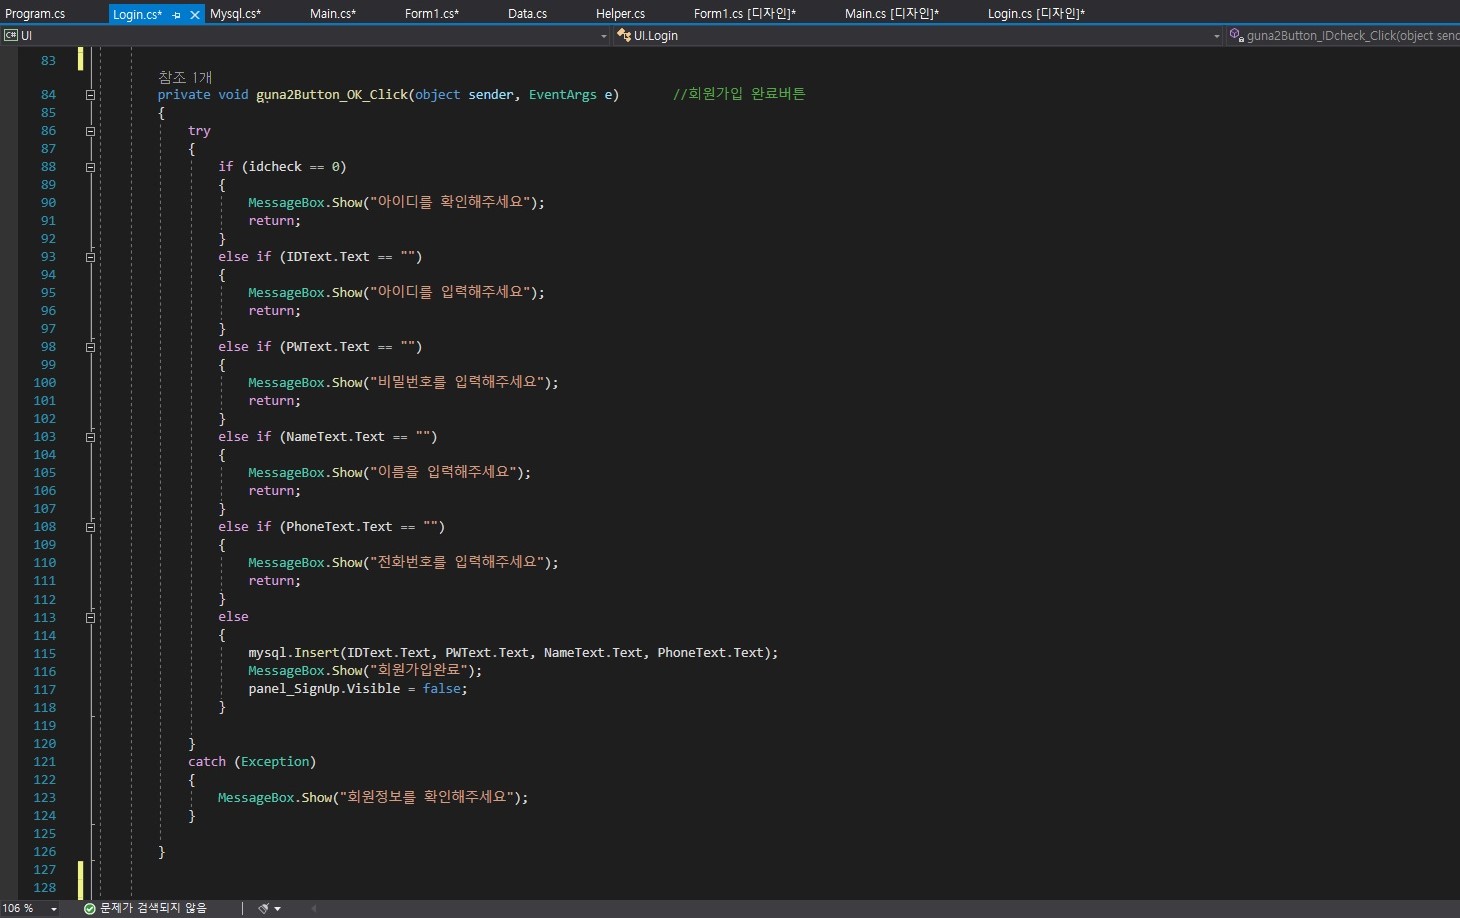 Program.cs Login.cs* Mysql.cs* Main.cs* Form1.cs* Data.cs Helper.cs Form1.cs [디자인]* Main.cs [디자인]* Login.cs [디자인]*
C# UI UI.Login guna2Button_IDcheck_Click(object senc
83
참조 1개
84 private void guna2Button_OK_Click(object sender, EventArgs e) //회원가입 완료버튼
85 {
86 try
87 {
88 if (idcheck == 0)
89 {
90 MessageBox.Show("아이디를 확인해주세요");
91 return;
92 }
93 else if (IDText.Text == "")
94 {
95 MessageBox.Show("아이디를 입력해주세요");
96 return;
97 }
98 else if (PWText.Text == "")
99 {
100 MessageBox.Show("비밀번호를 입력해주세요");
101 return;
102 }
103 else if (NameText.Text == "")
104 {
105 MessageBox.Show("이름을 입력해주세요");
106 return;
107 }
108 else if (PhoneText.Text == "")
109 {
110 MessageBox.Show("전화번호를 입력해주세요");
111 return;
112 }
113 else
114 {
115 mysql.Insert(IDText.Text, PWText.Text, NameText.Text, PhoneText.Text);
116 MessageBox.Show("회원가입완료");
117 panel_SignUp.Visible = false;
118 }
119
120 }
121 catch (Exception)
122 {
123 MessageBox.Show("회원정보를 확인해주세요");
124 }
125
126 }
127
128
106 % 문제가 검색되지 않음